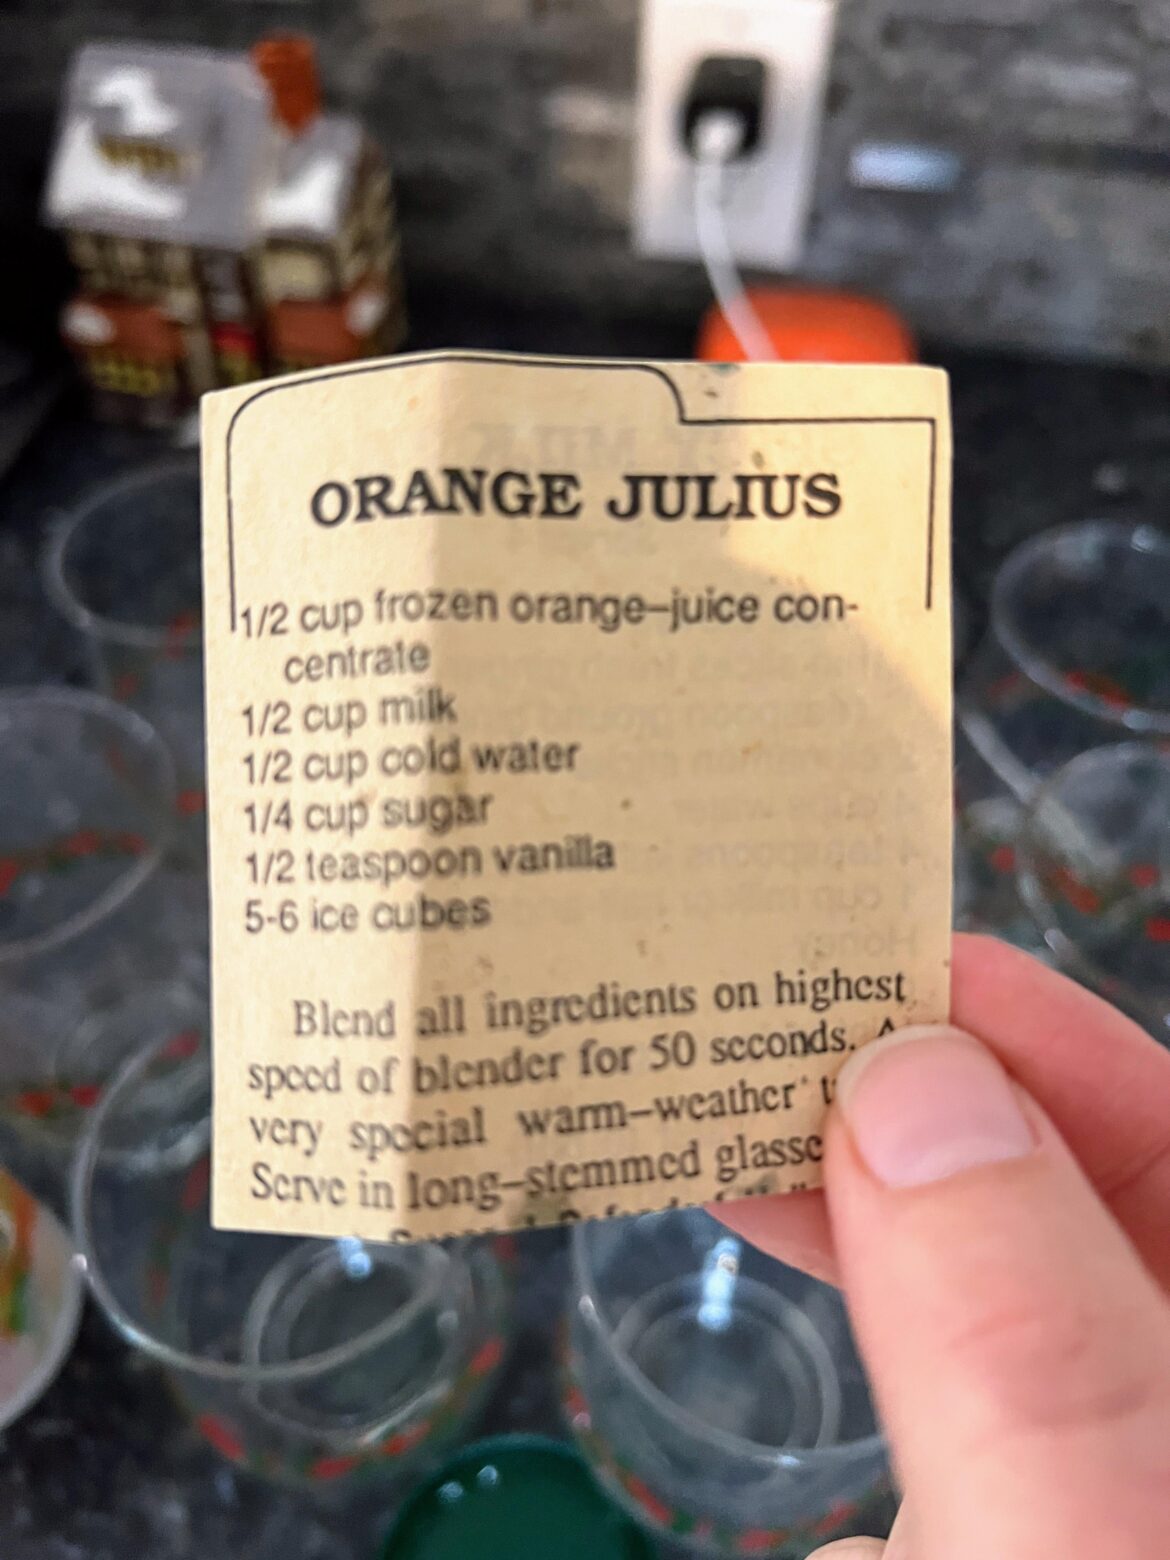 ORANGE JULIUS
1/2 cup frozen orange–juice con-
centrate
1/2 cup milk
1/2 cup cold water
1/4 cup sugar
1/2 teaspoon vanilla
5-6 ice cubes
Blend all ingredients on highest
speed of blender for 50 seconds. A
very special warm–weather
Serve in long–stemmed